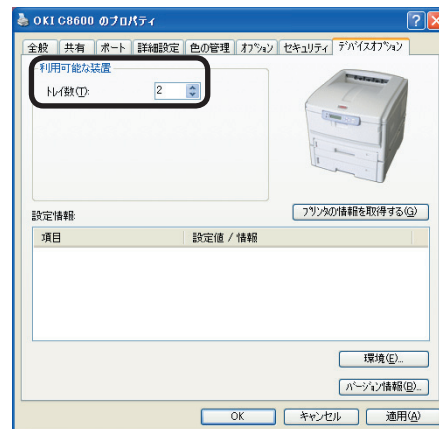 OKI C8600 のプロパティ
全般 共有 ポート 詳細設定 色の管理 オプション セキュリティ デバイスオプション
利用可能な装置
トレイ数(T): 2
プリンタの情報を取得する(G)
設定情報:
項目 設定値 / 情報
環境(E)...
バージョン情報(B)...
OK キャンセル 適用(A)